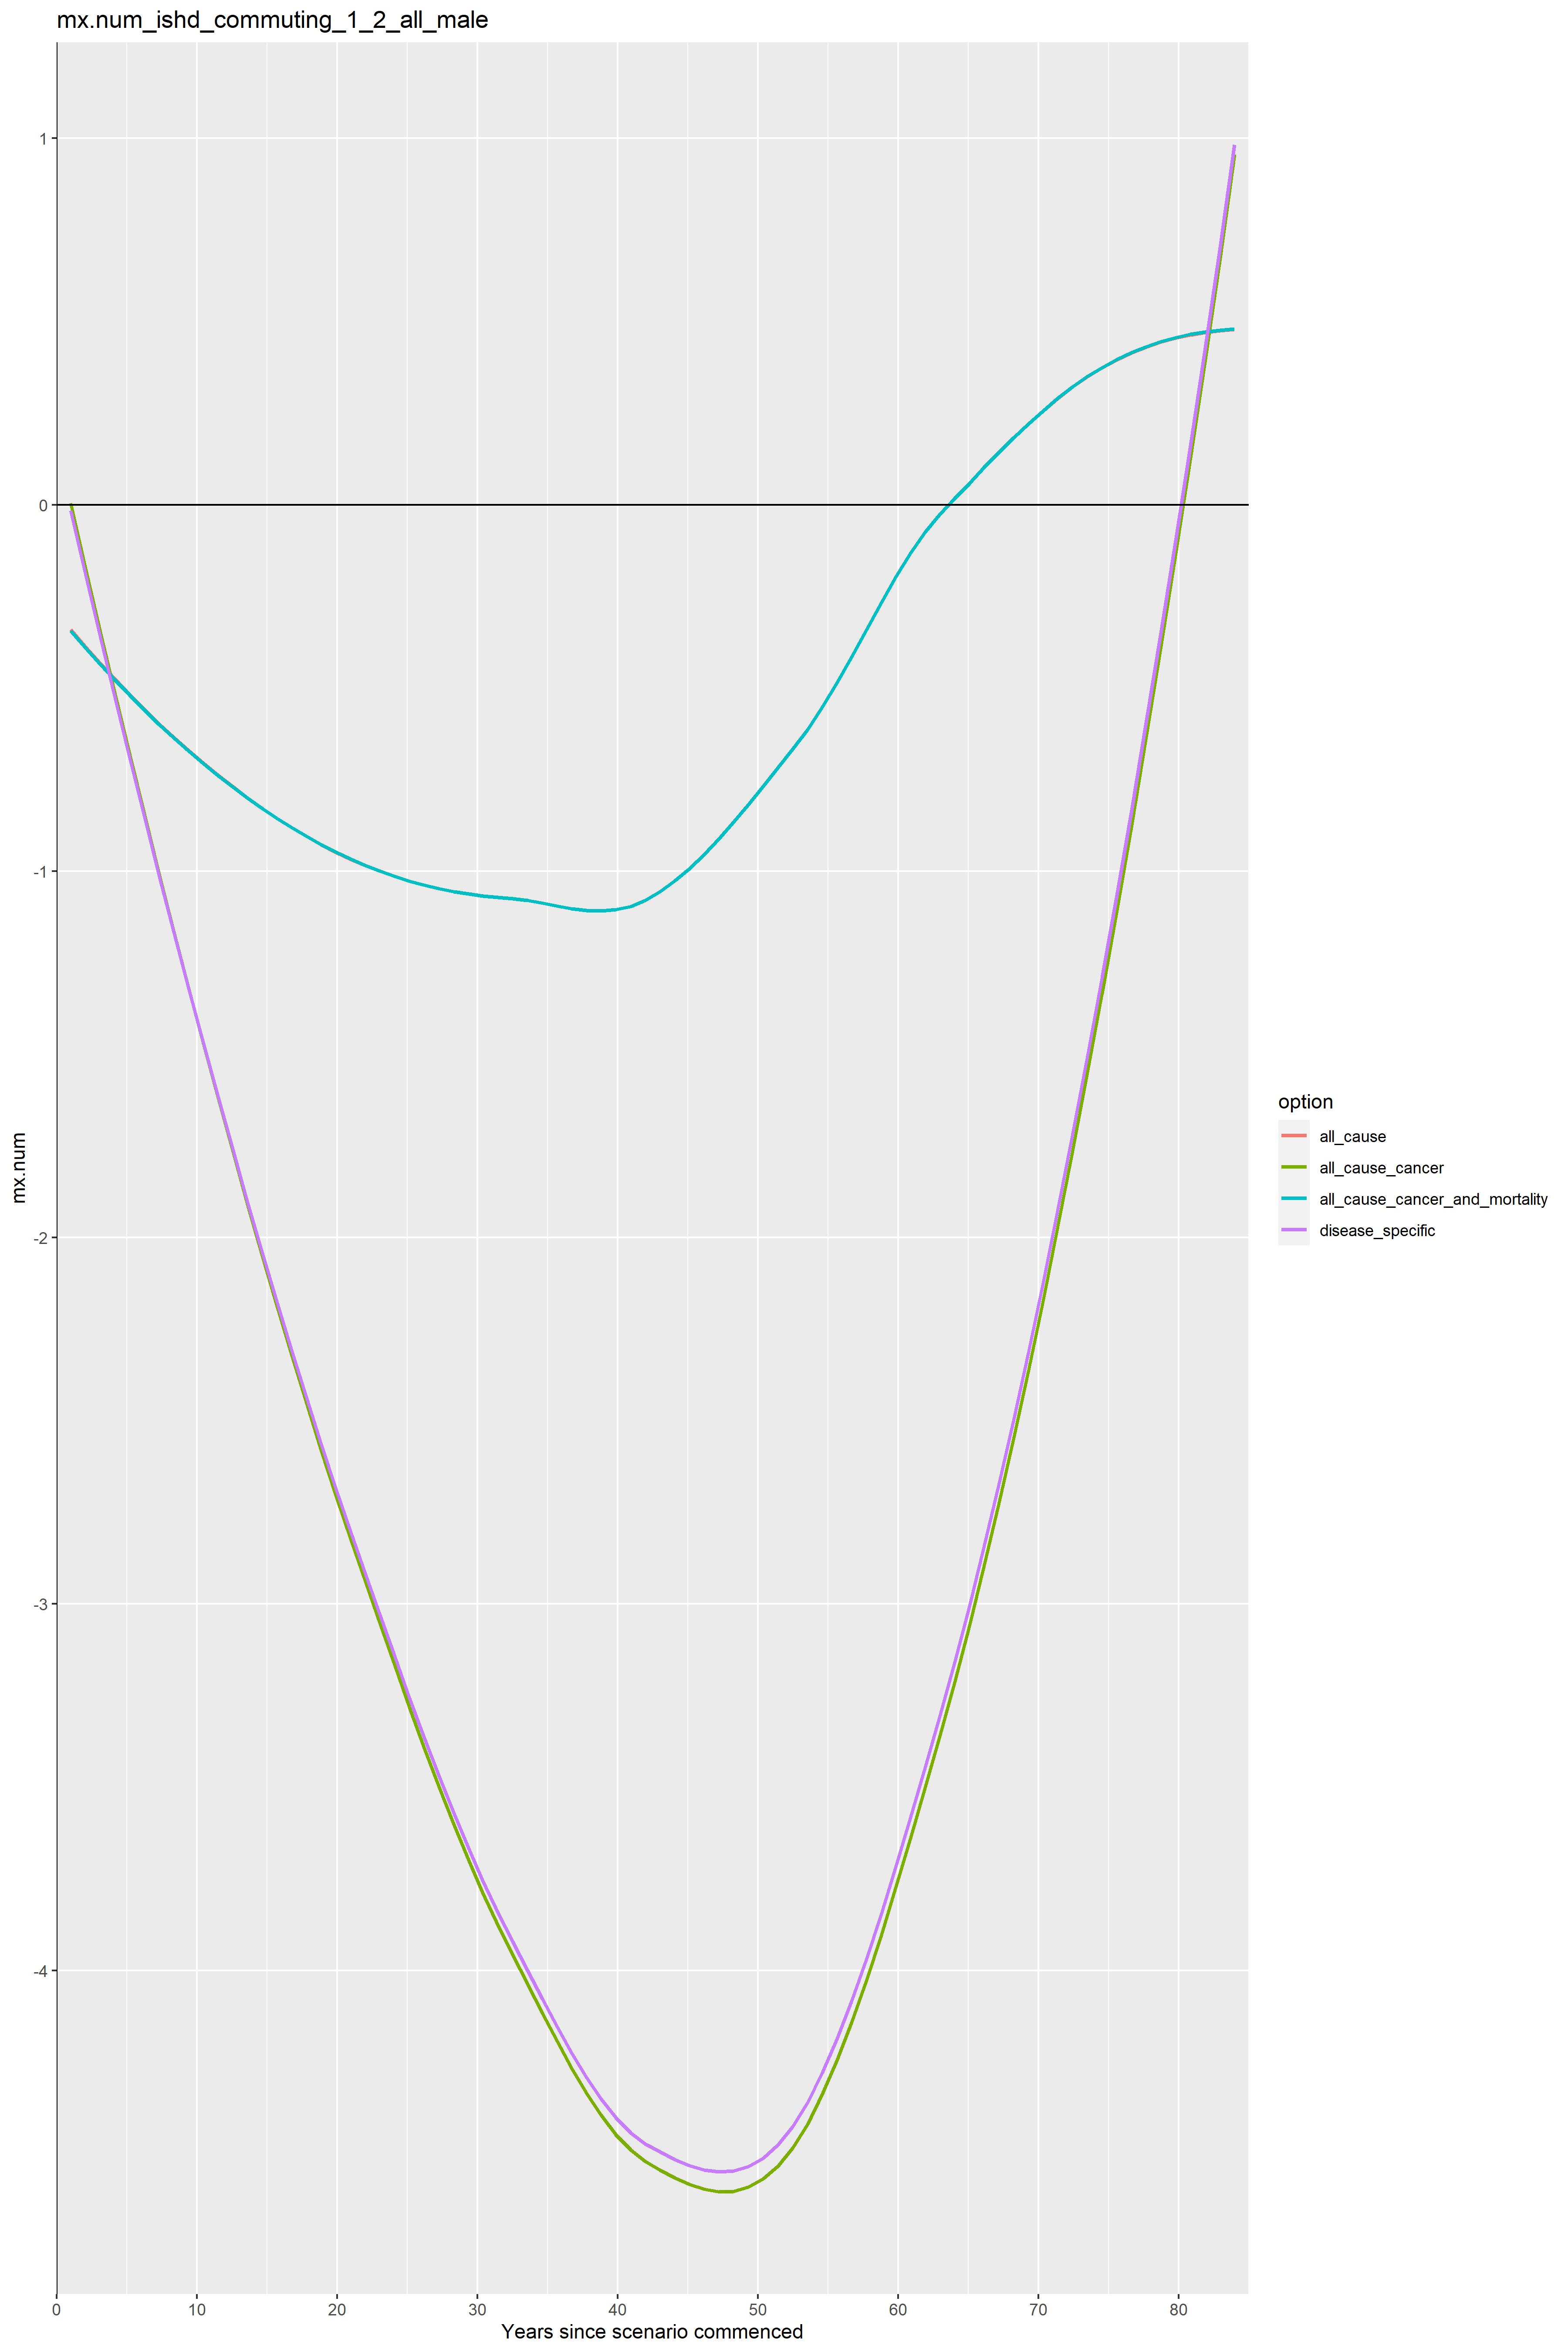 mx.num_ishd_commuting_1_2_all_male
1
0
-1
-2
-3
-4
mx.num
0 10 20 30 40 50 60 70 80
Years since scenario commenced
option
all_cause
all_cause_cancer
all_cause_cancer_and_mortality
disease_specific